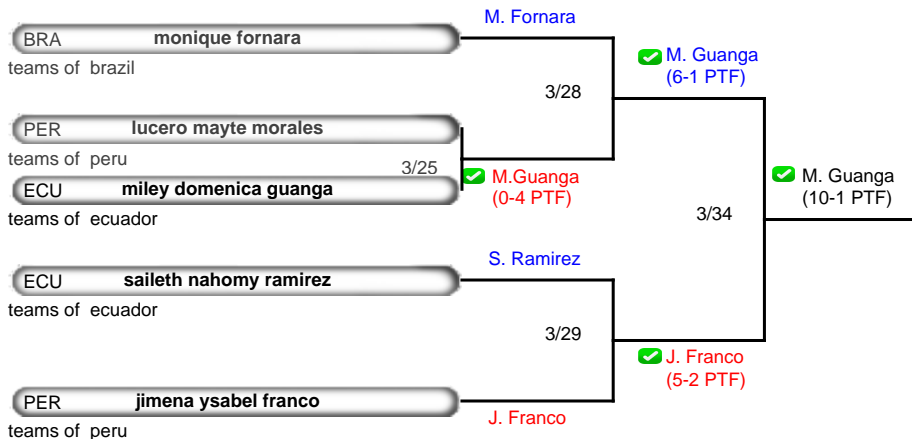 M. Fornara
BRA monique fornara
teams of brazil
M. Guanga
(6-1 PTF)
3/28
PER lucero mayte morales
teams of peru
3/25
M.Guanga
(0-4 PTF)
ECU miley domenica guanga
teams of ecuador
M. Guanga
(10-1 PTF)
3/34
S. Ramirez
ECU saileth nahomy ramirez
teams of ecuador
3/29
J. Franco
(5-2 PTF)
PER jimena ysabel franco
J. Franco
teams of peru